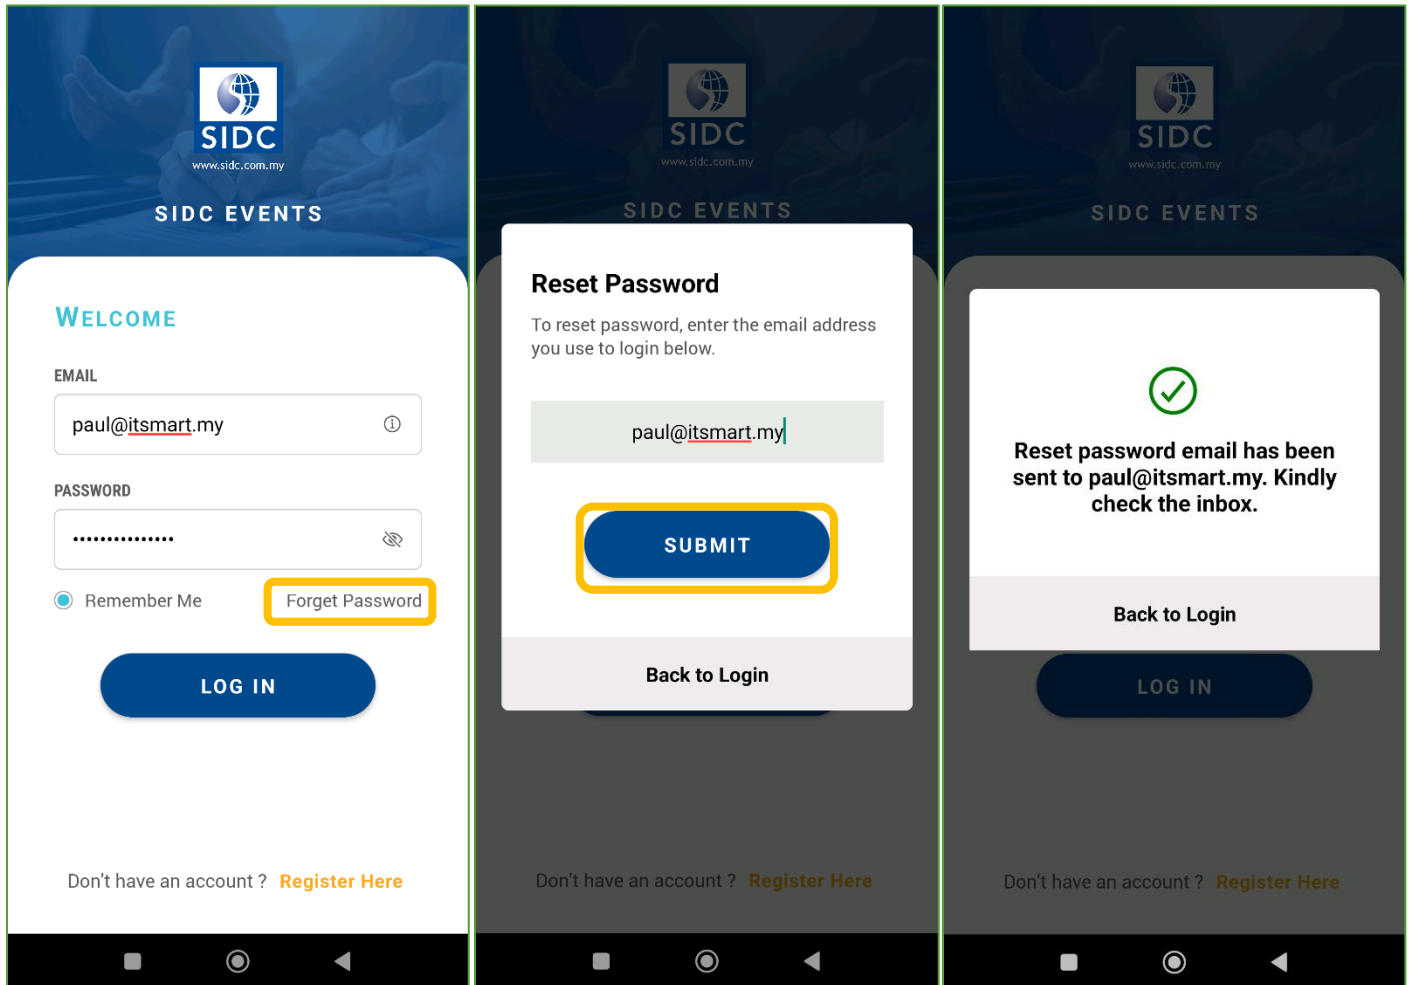 SIDC
www.sidc.com.my
SIDC EVENTS
WELCOME
EMAIL
paul@itsmart.my
PASSWORD
•••••••••••••••
Remember Me
Forget Password
LOG IN
Don't have an account ? Register Here
SIDC
www.sidc.com.my
SIDC EVENTS
Reset Password
To reset password, enter the email address
you use to login below.
paul@itsmart.my
SUBMIT
Back to Login
Don't have an account ? Register Here
SIDC
www.sidc.com.my
SIDC EVENTS
Reset password email has been
sent to paul@itsmart.my. Kindly
check the inbox.
Back to Login
LOG IN
Don't have an account ? Register Here